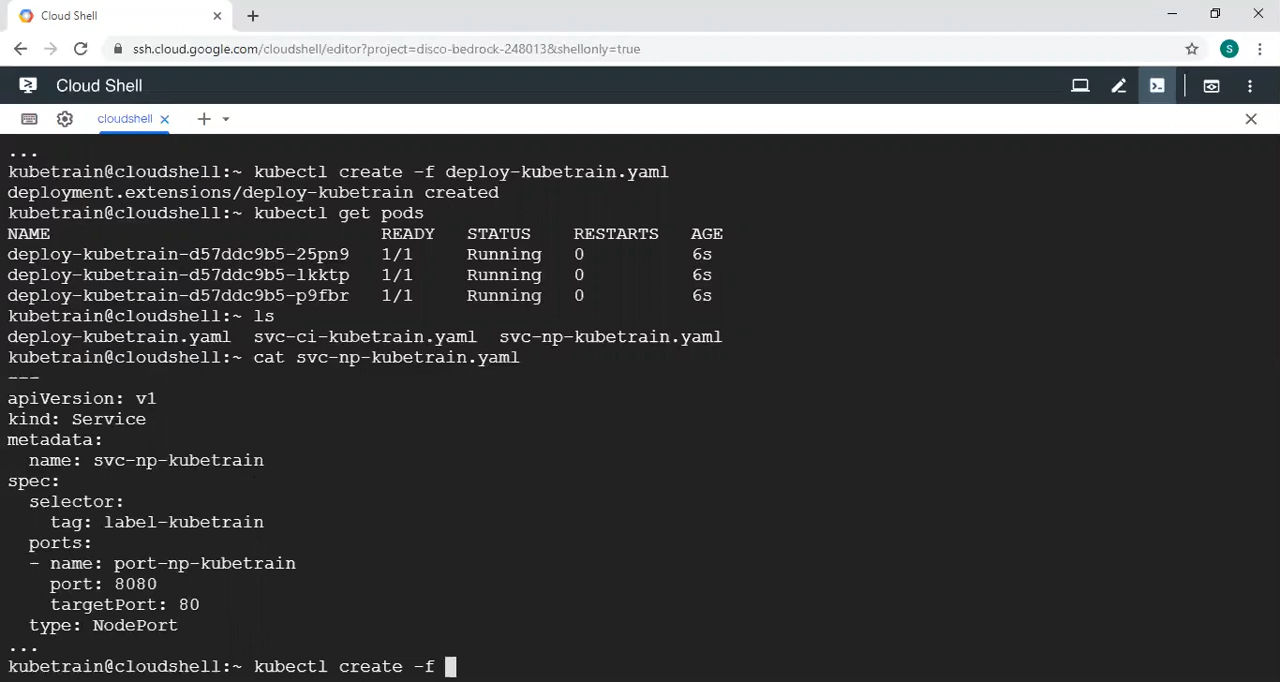 Cloud Shell
ssh.cloud.google.com/cloudshell/editor?project=disco-bedrock-248013&shellonly=true
S
Cloud Shell
cloudshell
...
kubetrain@cloudshell:~ kubectl create -f deploy-kubetrain.yaml
deployment.extensions/deploy-kubetrain created
kubetrain@cloudshell:~ kubectl get pods
NAME READY STATUS RESTARTS AGE
deploy-kubetrain-d57ddc9b5-25pn9 1/1 Running 0 6s
deploy-kubetrain-d57ddc9b5-lkktp 1/1 Running 0 6s
deploy-kubetrain-d57ddc9b5-p9fbr 1/1 Running 0 6s
kubetrain@cloudshell:~ ls
deploy-kubetrain.yaml svc-ci-kubetrain.yaml svc-np-kubetrain.yaml
kubetrain@cloudshell:~ cat svc-np-kubetrain.yaml
---
apiVersion: v1
kind: Service
metadata:
  name: svc-np-kubetrain
spec:
  selector:
    tag: label-kubetrain
  ports:
  - name: port-np-kubetrain
    port: 8080
    targetPort: 80
  type: NodePort
...
kubetrain@cloudshell:~ kubectl create -f